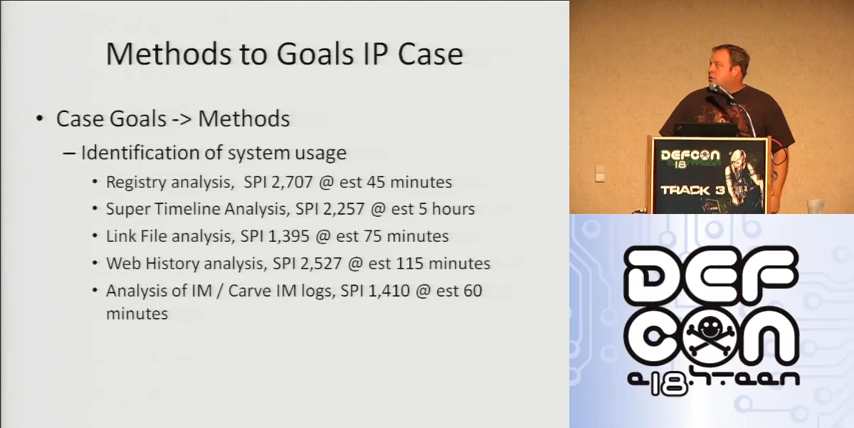 Methods to Goals IP Case
• Case Goals -> Methods
– Identification of system usage
• Registry analysis, SPI 2,707 @ est 45 minutes
• Super Timeline Analysis, SPI 2,257 @ est 5 hours
• Link File analysis, SPI 1,395 @ est 75 minutes
• Web History analysis, SPI 2,527 @ est 115 minutes
• Analysis of IM / Carve IM logs, SPI 1,410 @ est 60
minutes
DEFCON
18
TRACK 3
DEF
CON
e18hteen